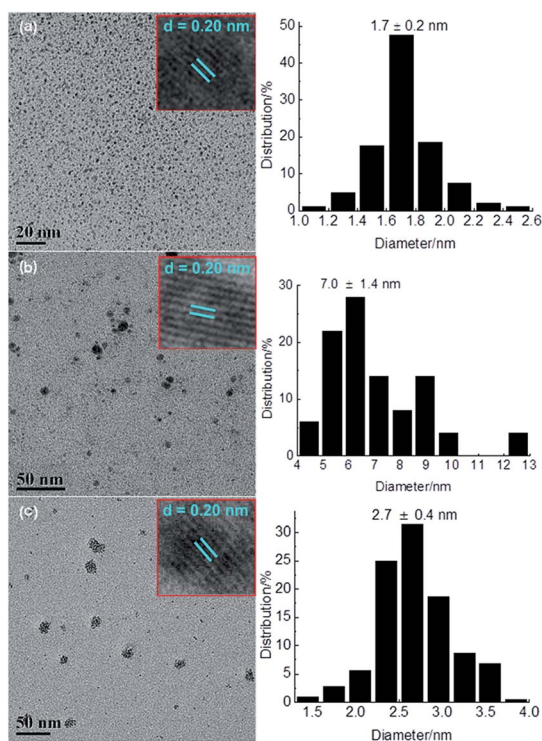 (a)
d = 0.20 nm
20 nm
1.7 ± 0.2 nm
Distribution/%
50
40
30
20
10
0
1.0 1.2 1.4 1.6 1.8 2.0 2.2 2.4 2.6
Diameter/nm
(b)
d = 0.20 nm
50 nm
7.0 ± 1.4 nm
Distribution/%
30
20
10
0
4 5 6 7 8 9 10 11 12 13
Diameter/nm
(c)
d = 0.20 nm
50 nm
2.7 ± 0.4 nm
Distribution/%
30
25
20
15
10
5
0
1.5 2.0 2.5 3.0 3.5 4.0
Diameter/nm